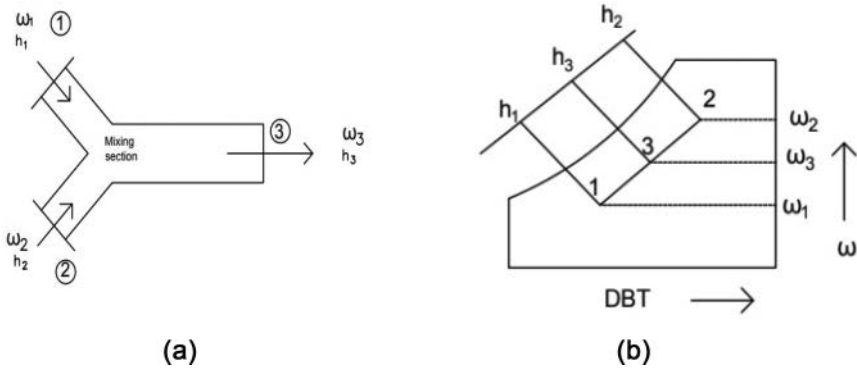 ω₁ ①
h₁
Mixing
section
③
ω₃
h₃
ω₂
h₂
②
(a)
h₂
h₃
h₁
2
3
1
ω₂
ω₃
ω₁
ω
DBT
(b)